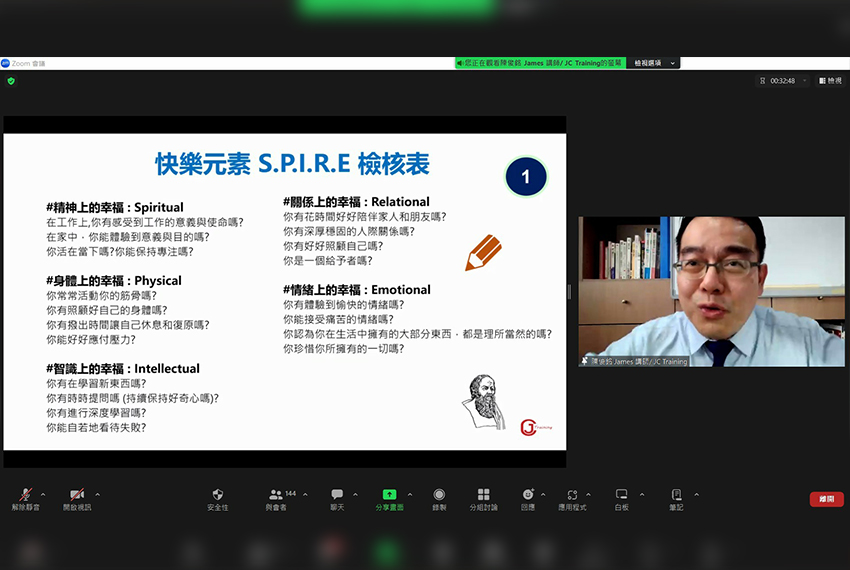 Zoom 會議
您正在觀看陳俊銘 James 講師/ JC Training的螢幕
檢視選項
00:32:48
檢視
快樂元素 S.P.I.R.E 檢核表
1
#精神上的幸福 : Spiritual
在工作上,你有感受到工作的意義與使命嗎?
在家中，你能體驗到意義與目的嗎?
你活在當下嗎?你能保持專注嗎?
#身體上的幸福 : Physical
你常常活動你的筋骨嗎?
你有照顧好自己的身體嗎?
你有撥出時間讓自己休息和復原嗎?
你能好好應付壓力?
#智識上的幸福 : Intellectual
你有在學習新東西嗎?
你有時時提問嗎 (持續保持好奇心嗎)?
你有進行深度學習嗎?
你能自若地看待失敗?
#關係上的幸福 : Relational
你有花時間好好陪伴家人和朋友嗎?
你有深厚穩固的人際關係嗎?
你有好好照顧自己嗎?
你是一個給予者嗎?
#情緒上的幸福 : Emotional
你有體驗到愉快的情緒嗎?
你能接受痛苦的情緒嗎?
你認為你在生活中擁有的大部分東西，都是理所當然的嗎?
你珍惜你所擁有的一切嗎?
JC Training
陳俊銘 James 講師/ JC Training
解除靜音
開啟視訊
安全性
144
與會者
聊天
分享畫面
錄製
分組討論
回應
應用程式
白板
筆記
離開